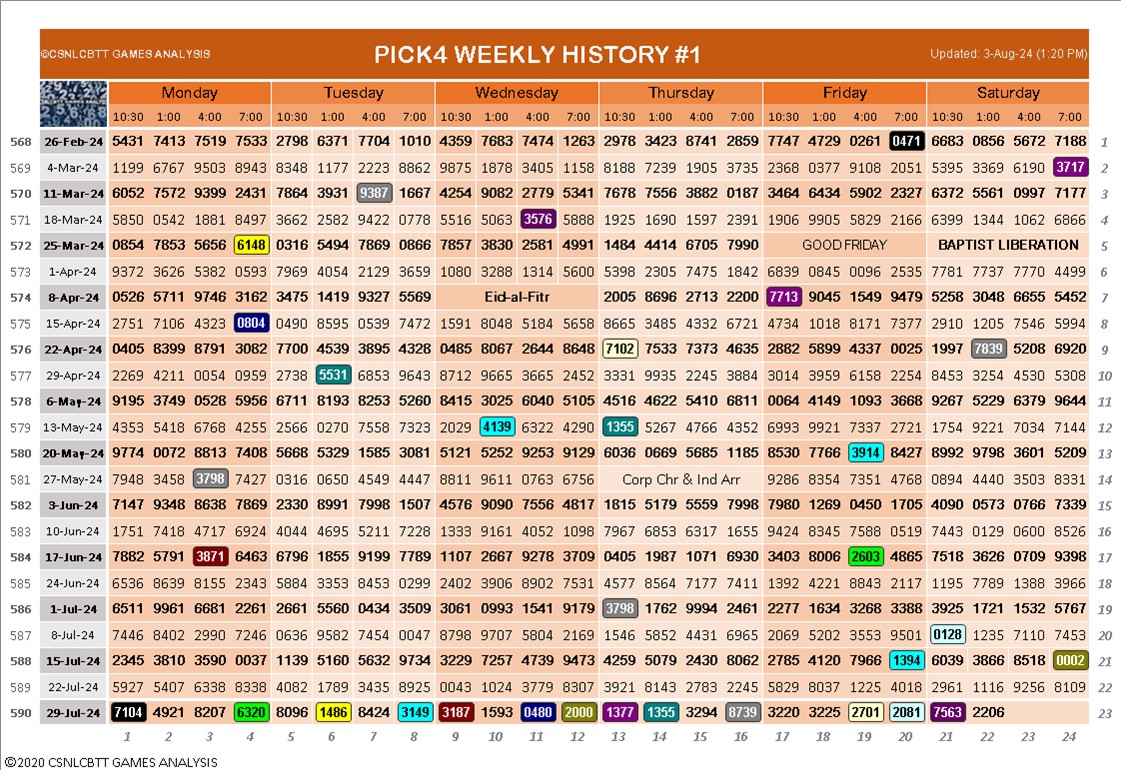 ©CSNLCBTT GAMES ANALYSIS PICK4 WEEKLY HISTORY #1 Updated: 3-Aug-24 (1:20 PM)
Monday Tuesday Wednesday Thursday Friday Saturday
10:30 1:00 4:00 7:00 10:30 1:00 4:00 7:00 10:30 1:00 4:00 7:00 10:30 1:00 4:00 7:00 10:30 1:00 4:00 7:00 10:30 1:00 4:00 7:00
568 26-Feb-24 5431 7413 7519 7533 2798 6371 7704 1010 4359 7683 7474 1263 2978 3423 8741 2859 7747 4729 0261 0471 6683 0856 5672 7188 1
569 4-Mar-24 1199 6767 9503 8943 8348 1177 2223 8862 9875 1878 3405 1158 8188 7239 1905 3735 2368 0377 9108 2051 5395 3369 6190 3717 2
570 11-Mar-24 6052 7572 9399 2431 7864 3931 9387 1667 4254 9082 2779 5341 7678 7556 3882 0187 3464 6434 5902 2327 6372 5561 0997 7177 3
571 18-Mar-24 5850 0542 1881 8497 3662 2582 9422 0778 5516 5063 3576 5888 1925 1690 1597 2391 1906 9905 5829 2166 6399 1344 1062 6866 4
572 25-Mar-24 0854 7853 5656 6148 0316 5494 7869 0866 7857 3830 2581 4991 1484 4414 6705 7990 GOOD FRIDAY BAPTIST LIBERATION 5
573 1-Apr-24 9372 3626 5382 0593 7969 4054 2129 3659 1080 3288 1314 5600 5398 2305 7475 1842 6839 0845 0096 2535 7781 7737 7770 4499 6
574 8-Apr-24 0526 5711 9746 3162 3475 1419 9327 5569 Eid-al-Fitr 2005 8696 2713 2200 7713 9045 1549 9479 5258 3048 6655 5452 7
575 15-Apr-24 2751 7106 4323 0804 0490 8595 0539 7472 1591 8048 5184 5658 8665 3485 4332 6721 4734 1018 8171 7377 2910 1205 7546 5994 8
576 22-Apr-24 0405 8399 8791 3082 7700 4539 3895 4328 0485 8067 2644 8648 7102 7533 7373 4635 2882 5899 4337 0025 1997 7839 5208 6920 9
577 29-Apr-24 2269 4211 0054 0959 2738 5531 6853 9643 8712 9665 3665 2452 3331 9935 2245 3884 3014 3959 6158 2254 8453 3254 4530 5308 10
578 6-May-24 9195 3749 0528 5956 6711 8193 8253 5260 8415 3025 6040 5105 4516 4622 5410 6811 0064 4149 1093 3668 9267 5229 6379 9644 11
579 13-May-24 4353 5418 6768 4255 2566 0270 7558 7323 2029 4139 6322 4290 1355 5267 4766 4352 6993 9921 7337 2721 1754 9221 7034 7144 12
580 20-May-24 9774 0072 8813 7408 5668 5329 1585 3081 5121 5252 9253 9129 6036 0669 5685 1185 8530 7766 3914 8427 8992 9798 3601 5209 13
581 27-May-24 7948 3458 3798 7427 0316 0650 4549 4447 8811 9611 0763 6756 Corp Chr & Ind Arr 9286 8354 7351 4768 0894 4440 3503 8331 14
582 3-Jun-24 7147 9348 8638 7869 2330 8991 7998 1507 4576 9090 7556 4817 1815 5179 5559 7998 7980 1269 0450 1705 4090 0573 0766 7339 15
583 10-Jun-24 1751 7418 4717 6924 4044 4695 5211 7228 1333 9161 4052 1098 7967 6853 6317 1655 9424 8345 7588 0519 7443 0129 0600 8526 16
584 17-Jun-24 7882 5791 3871 6463 6796 1855 9199 7789 1107 2667 9278 3709 0405 1987 1071 6930 3403 8006 2603 4865 7518 3626 0709 9398 17
585 24-Jun-24 6536 8639 8155 2343 5884 3353 8453 0299 2402 3906 8902 7531 4577 8564 7177 7411 1392 4221 8843 2117 1195 7789 1388 3966 18
586 1-Jul-24 6511 9961 6681 2261 2661 5560 0434 3509 3061 0993 1541 9179 3798 1762 9994 2461 2277 1634 3268 3388 3925 1721 1532 5767 19
587 8-Jul-24 7446 8402 2990 7246 0636 9582 7454 0047 8798 9707 5804 2169 1546 5852 4431 6965 2069 5202 3553 9501 0128 1235 7110 7453 20
588 15-Jul-24 2345 3810 3590 0037 1139 5160 5632 9734 3229 7257 4739 9473 4259 5079 2430 8062 2785 4120 7966 1394 6039 3866 8518 0002 21
589 22-Jul-24 5927 5407 6338 8338 4082 1789 3435 8925 0043 1024 3779 8307 3921 8143 2783 2245 5829 8037 1225 4018 2961 1116 9256 8109 22
590 29-Jul-24 7104 4921 8207 6320 8096 1486 8424 3149 3187 1593 0480 2000 1377 1355 3294 8739 3220 3225 2701 2081 7563 2206 23
1 2 3 4 5 6 7 8 9 10 11 12 13 14 15 16 17 18 19 20 21 22 23 24
©2020 CSNLCBTT GAMES ANALYSIS